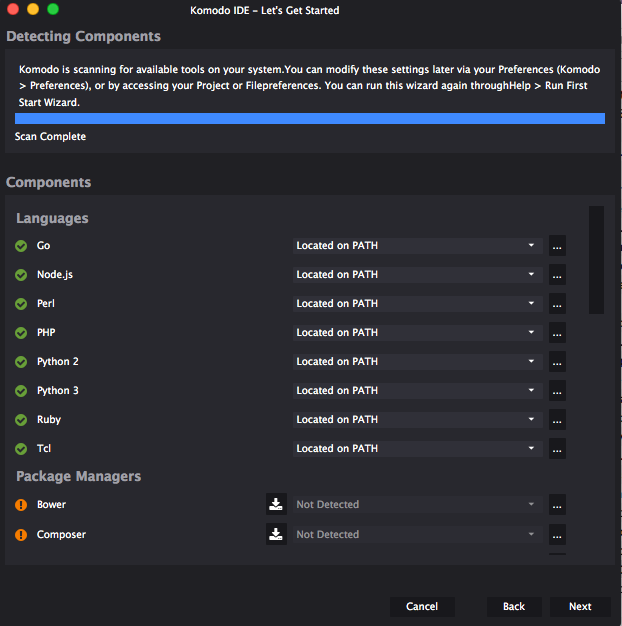 Komodo IDE - Let's Get Started
Detecting Components
Komodo is scanning for available tools on your system.You can modify these settings later via your Preferences (Komodo
> Preferences), or by accessing your Project or Filepreferences. You can run this wizard again throughHelp > Run First
Start Wizard.
Scan Complete
Components
Languages
Go Located on PATH ...
Node.js Located on PATH ...
Perl Located on PATH ...
PHP Located on PATH ...
Python 2 Located on PATH ...
Python 3 Located on PATH ...
Ruby Located on PATH ...
Tcl Located on PATH ...
Package Managers
Bower Not Detected ...
Composer Not Detected ...
Cancel Back Next